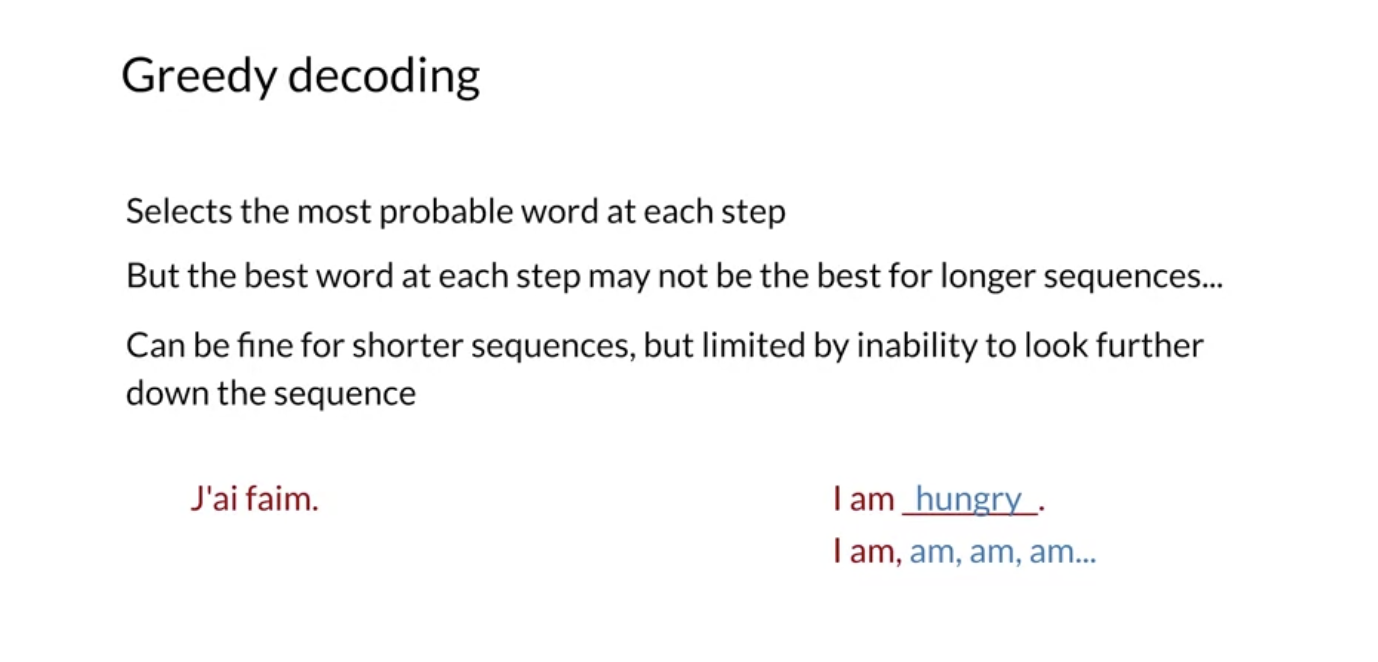 Greedy decoding
Selects the most probable word at each step
But the best word at each step may not be the best for longer sequences...
Can be fine for shorter sequences, but limited by inability to look further
down the sequence
J'ai faim.
I am hungry.
I am, am, am, am...